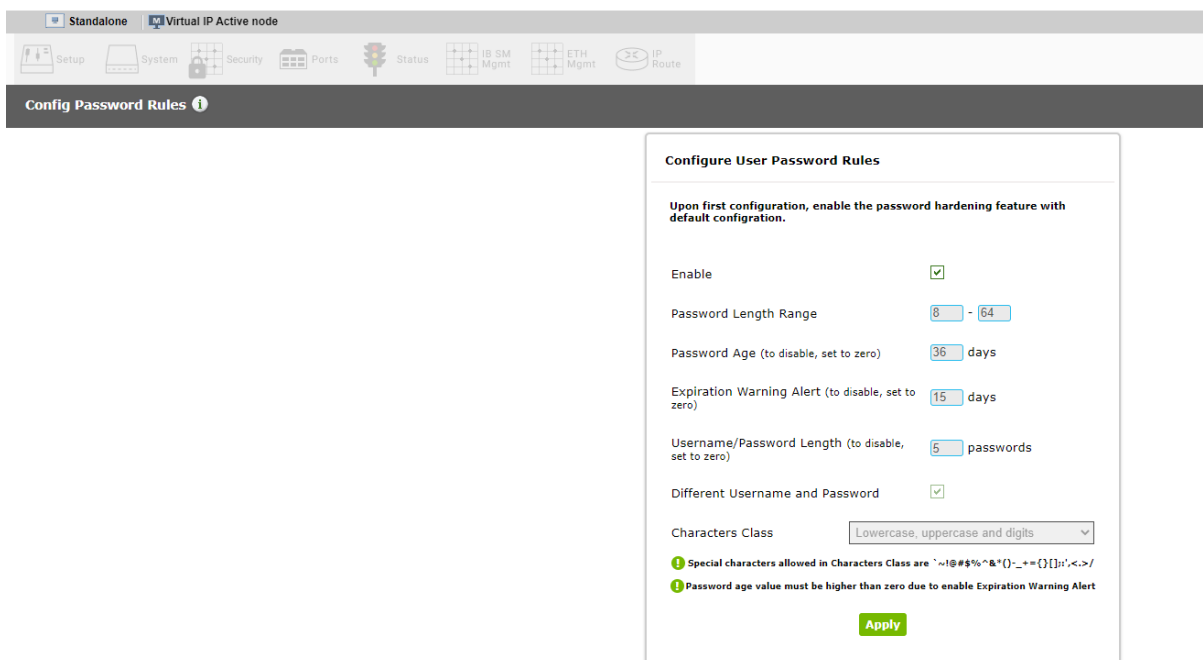 Standalone M Virtual IP Active node
Setup System Security Ports Status IB SM Mgmt ETH Mgmt IP Route
Config Password Rules i
Configure User Password Rules
Upon first configuration, enable the password hardening feature with
default configration.
Enable
Password Length Range 8 - 64
Password Age (to disable, set to zero) 36 days
Expiration Warning Alert (to disable, set to
zero) 15 days
Username/Password Length (to disable,
set to zero) 5 passwords
Different Username and Password
Characters Class Lowercase, uppercase and digits
! Special characters allowed in Characters Class are `~!@#$%^&*()-_+={}[];:',<.>/
! Password age value must be higher than zero due to enable Expiration Warning Alert
Apply